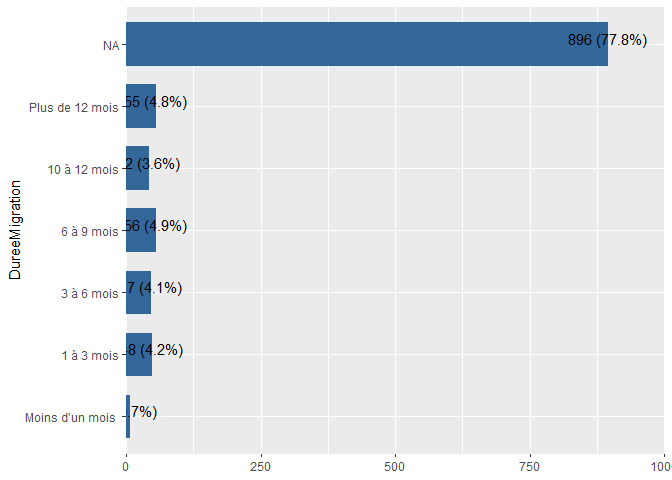 DureeMigration
NA
896 (77.8%)
Plus de 12 mois
55 (4.8%)
10 à 12 mois
2 (3.6%)
6 à 9 mois
56 (4.9%)
3 à 6 mois
7 (4.1%)
1 à 3 mois
8 (4.2%)
Moins d'un mois
7%)
0
250
500
750
100